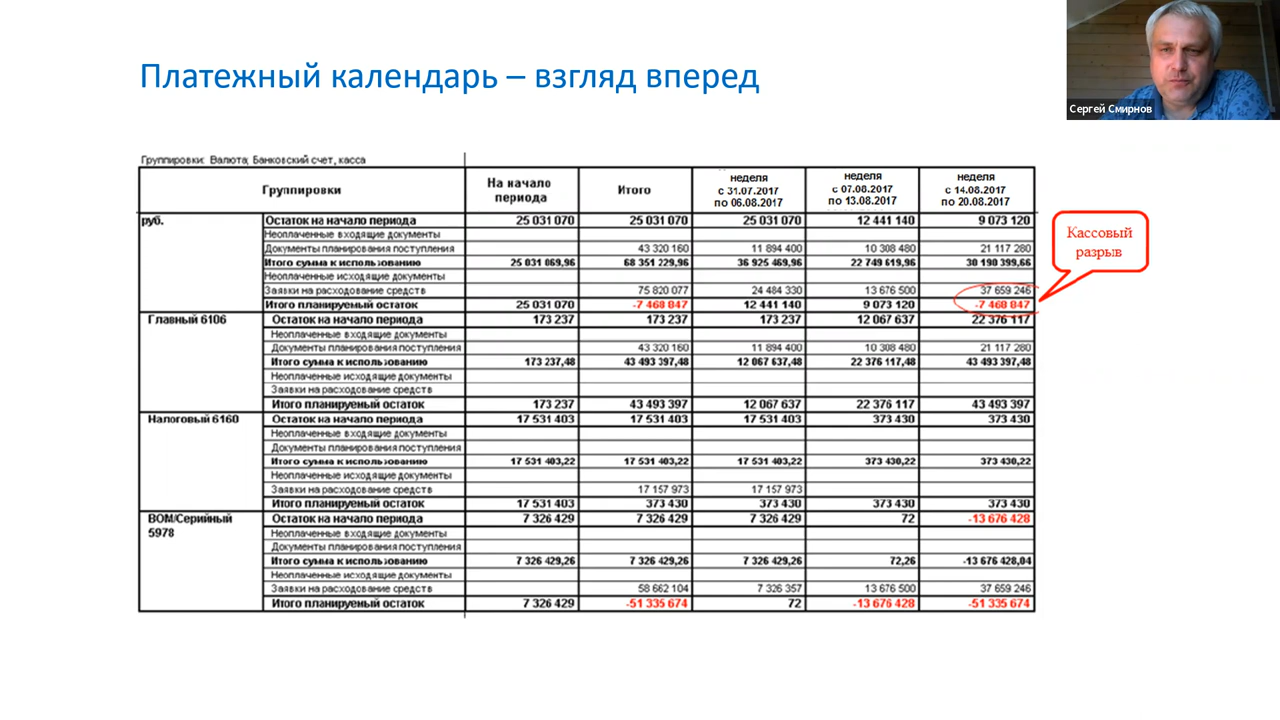 Платежный календарь – взгляд вперед
Сергей Смирнов
Группировки: Валюта; Банковский счет, касса
Группировки На начало периода Итого неделя с 31.07.2017 по 06.08.2017 неделя с 07.08.2017 по 13.08.2017 неделя с 14.08.2017 по 20.08.2017
Кассовый
разрыв
руб. Остаток на начало периода 25 031 070 25 031 070 25 031 070 12 441 140 9 073 120
Неоплаченные входящие документы
Документы планирования поступления 43 320 160 11 894 400 10 308 480 21 117 280
Итого сумма к использованию 25 031 069,96 68 351 229,96 36 925 469,96 22 749 619,96 30 190 399,66
Неоплаченные исходящие документы
Заявки на расходование средств 75 820 077 24 484 330 13 676 500 37 659 246
Итого планируемый остаток 25 031 070 -7 468 847 12 441 140 9 073 120 -7 468 847
Главный 6106 Остаток на начало периода 173 237 173 237 173 237 12 067 637 22 376 117
Неоплаченные входящие документы
Документы планирования поступления 43 320 160 11 894 400 10 308 480 21 117 280
Итого сумма к использованию 173 237,48 43 493 397,48 12 067 637,48 22 376 117,48 43 493 397,48
Неоплаченные исходящие документы
Заявки на расходование средств
Итого планируемый остаток 173 237 43 493 397 12 067 637 22 376 117 43 493 397
Налоговый 6160 Остаток на начало периода 17 531 403 17 531 403 17 531 403 373 430 373 430
Неоплаченные входящие документы
Документы планирования поступления
Итого сумма к использованию 17 531 403,22 17 531 403,22 17 531 403,22 373 430,22 373 430,22
Неоплаченные исходящие документы
Заявки на расходование средств 17 157 973 17 157 973
Итого планируемый остаток 17 531 403 373 430 373 430 373 430 373 430
ВОМ/Серийный 5978 Остаток на начало периода 7 326 429 7 326 429 7 326 429 72 -13 676 428
Неоплаченные входящие документы
Документы планирования поступления
Итого сумма к использованию 7 326 429,26 7 326 429,26 7 326 429,26 72,26 -13 676 428,04
Неоплаченные исходящие документы
Заявки на расходование средств 58 662 104 7 326 357 13 676 500 37 659 246
Итого планируемый остаток 7 326 429 -51 335 674 72 -13 676 428 -51 335 674